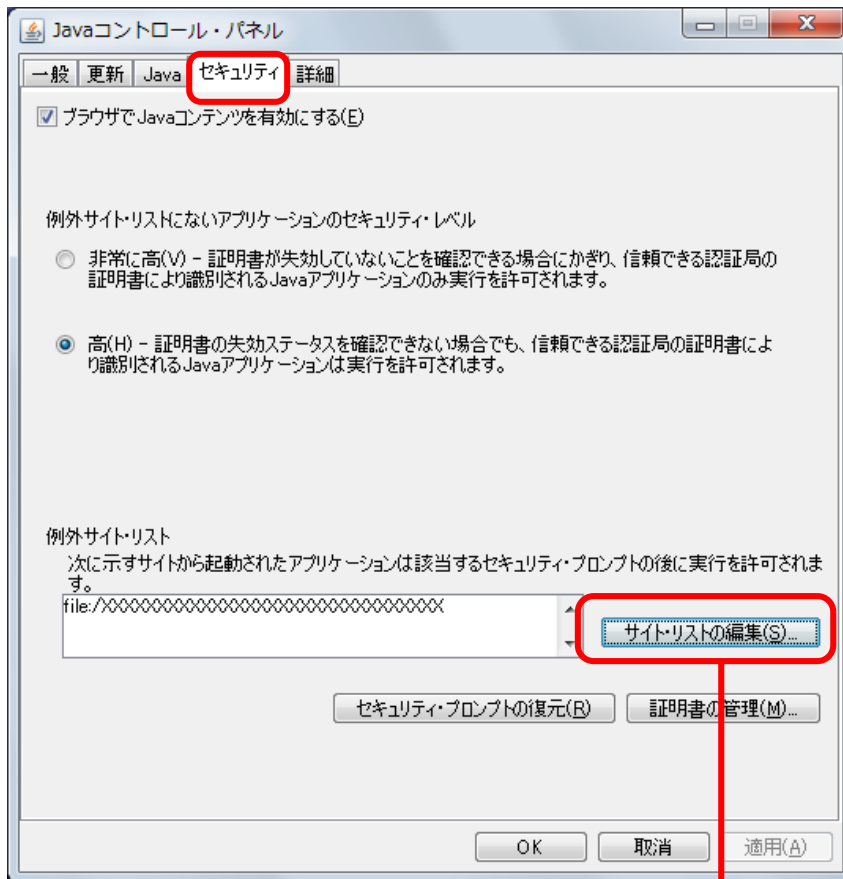 Javaコントロール・パネル
一般 更新 Java セキュリティ 詳細
ブラウザでJavaコンテンツを有効にする(E)
例外サイト・リストにないアプリケーションのセキュリティ・レベル
非常に高(V) - 証明書が失効していないことを確認できる場合にかぎり、信頼できる認証局の
証明書により識別されるJavaアプリケーションのみ実行を許可されます。
高(H) - 証明書の失効ステータスを確認できない場合でも、信頼できる認証局の証明書によ
り識別されるJavaアプリケーションは実行を許可されます。
例外サイト・リスト
次に示すサイトから起動されたアプリケーションは該当するセキュリティ・プロンプトの後に実行を許可されま
す。
file:/XXXXXXXXXXXXXXXXXXXXXXXXXXXXXXXXX
サイト・リストの編集(S)...
セキュリティ・プロンプトの復元(R) 証明書の管理(M)...
OK 取消 適用(A)